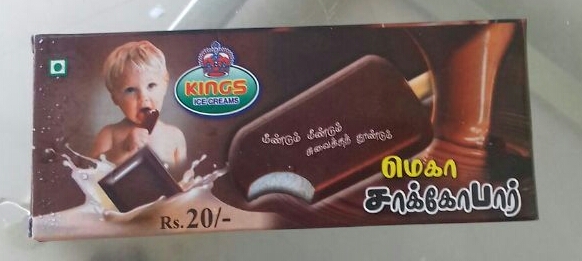 KINGS
ICE CREAMS
மீண்டும் மீண்டும்
சுவைக்கத் தூண்டும்
மெகா
சாக்கோபார்
Rs. 20/-